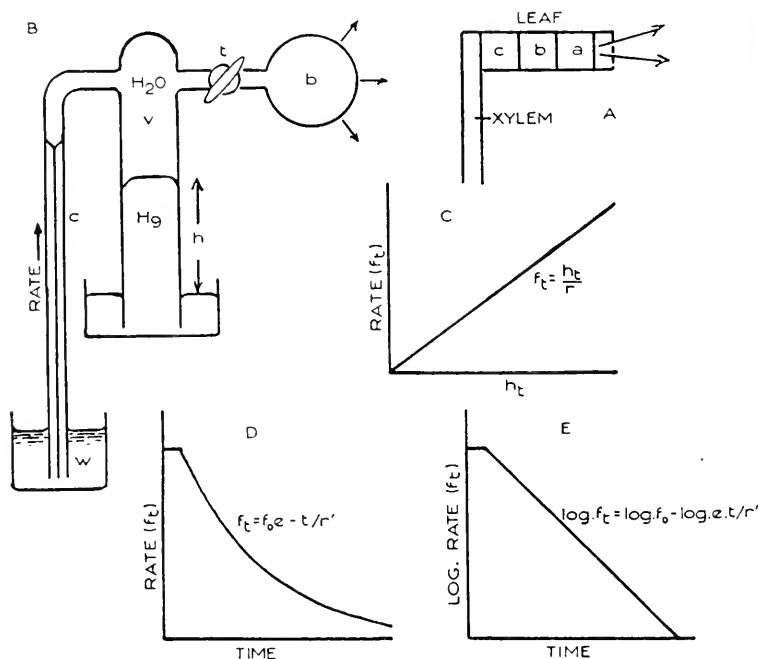 B
t
H2O
b
v
c
Hg
h
RATE
w
LEAF
c b a
XYLEM
A
C
RATE (ft)
ft = ht/r
ht
D
RATE (ft)
ft = f₀e - t/r'
TIME
E
LOG. RATE (ft)
log.ft = log.f₀ - log.e.t/r'
TIME